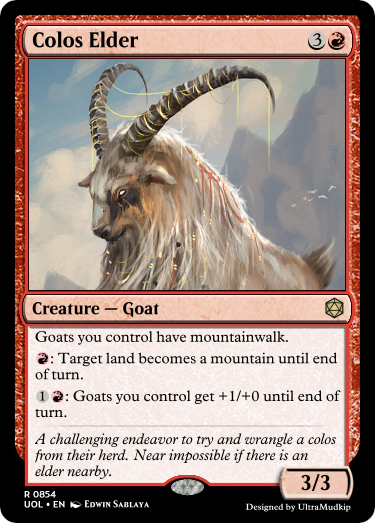 Colos Elder 3
Creature — Goat
Goats you control have mountainwalk.
: Target land becomes a mountain until end
of turn.
1 : Goats you control get +1/+0 until end of
turn.
A challenging endeavor to try and wrangle a colos
from their herd. Near impossible if there is an
elder nearby.
3/3
R 0854
UOL • EN Edwin Sablaya
Designed by UltraMudkip